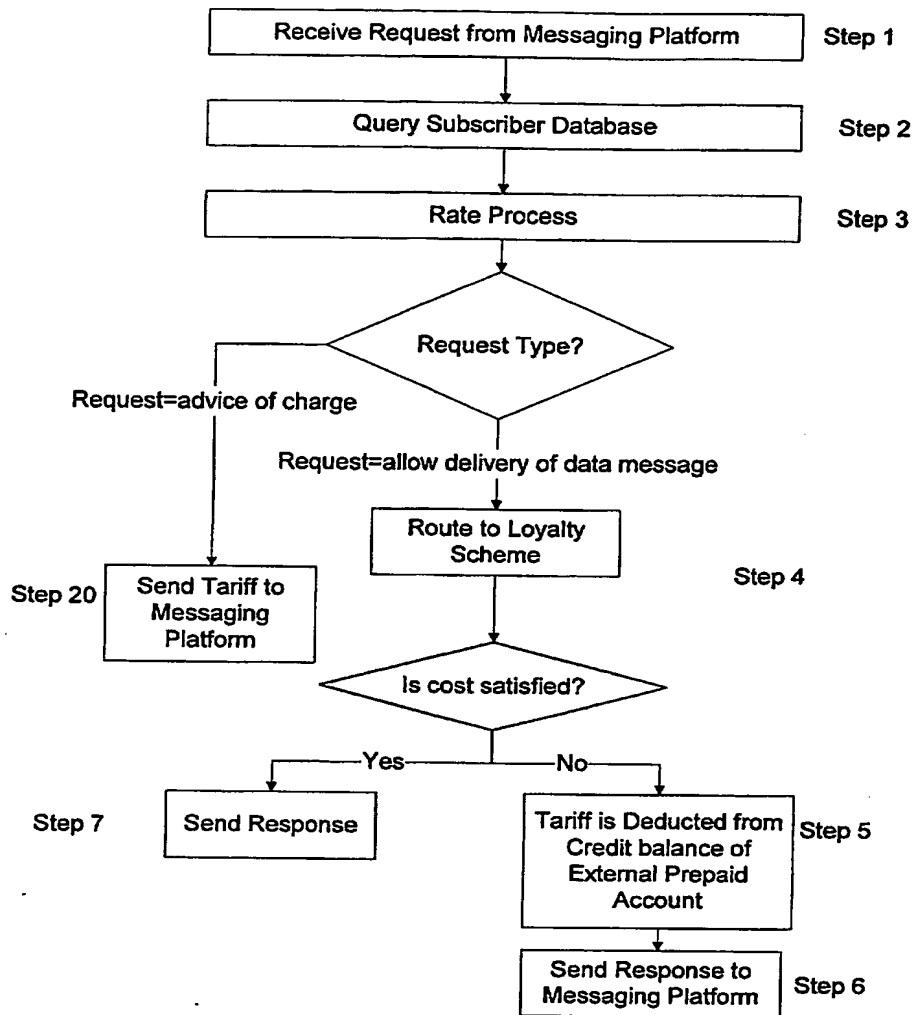 Receive Request from Messaging Platform
Step 1
Query Subscriber Database
Step 2
Rate Process
Step 3
Request Type?
Request=advice of charge
Request=allow delivery of data message
Route to Loyalty
Scheme
Step 4
Step 20
Send Tariff to
Messaging
Platform
Is cost satisfied?
Yes
No
Step 7
Send Response
Tariff is Deducted from
Credit balance of
External Prepaid
Account
Step 5
Send Response to
Messaging Platform
Step 6